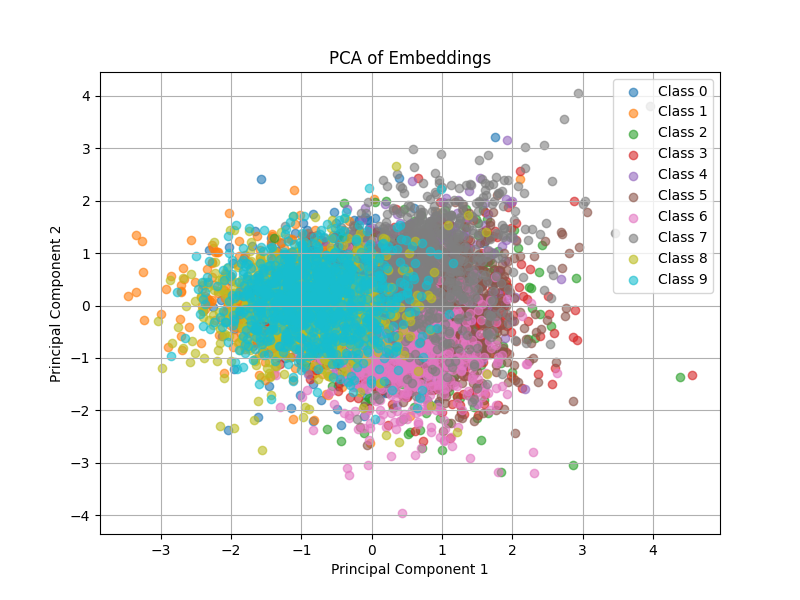 PCA of Embeddings
Principal Component 2
4
3
2
1
0
−1
−2
−3
−4
Class 0
Class 1
Class 2
Class 3
Class 4
Class 5
Class 6
Class 7
Class 8
Class 9
−3 −2 −1 0 1 2 3 4
Principal Component 1